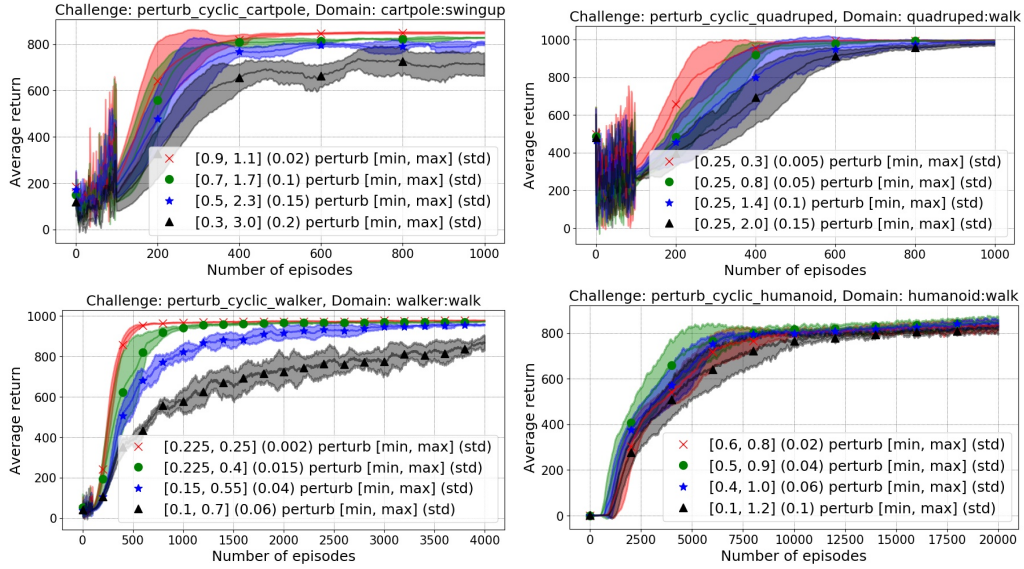 Challenge: perturb_cyclic_cartpole, Domain: cartpole:swingup
Average return
800
600
400
200
0
[0.9, 1.1] (0.02) perturb [min, max] (std)
[0.7, 1.7] (0.1) perturb [min, max] (std)
[0.5, 2.3] (0.15) perturb [min, max] (std)
[0.3, 3.0] (0.2) perturb [min, max] (std)
0 200 400 600 800 1000
Number of episodes
Challenge: perturb_cyclic_quadruped, Domain: quadruped:walk
Average return
1000
800
600
400
200
0
[0.25, 0.3] (0.005) perturb [min, max] (std)
[0.25, 0.8] (0.05) perturb [min, max] (std)
[0.25, 1.4] (0.1) perturb [min, max] (std)
[0.25, 2.0] (0.15) perturb [min, max] (std)
0 200 400 600 800 1000
Number of episodes
Challenge: perturb_cyclic_walker, Domain: walker:walk
Average return
1000
800
600
400
200
0
[0.225, 0.25] (0.002) perturb [min, max] (std)
[0.225, 0.4] (0.015) perturb [min, max] (std)
[0.15, 0.55] (0.04) perturb [min, max] (std)
[0.1, 0.7] (0.06) perturb [min, max] (std)
0 500 1000 1500 2000 2500 3000 3500 4000
Number of episodes
Challenge: perturb_cyclic_humanoid, Domain: humanoid:walk
Average return
800
600
400
200
0
[0.6, 0.8] (0.02) perturb [min, max] (std)
[0.5, 0.9] (0.04) perturb [min, max] (std)
[0.4, 1.0] (0.06) perturb [min, max] (std)
[0.1, 1.2] (0.1) perturb [min, max] (std)
0 2500 5000 7500 10000 12500 15000 17500 20000
Number of episodes